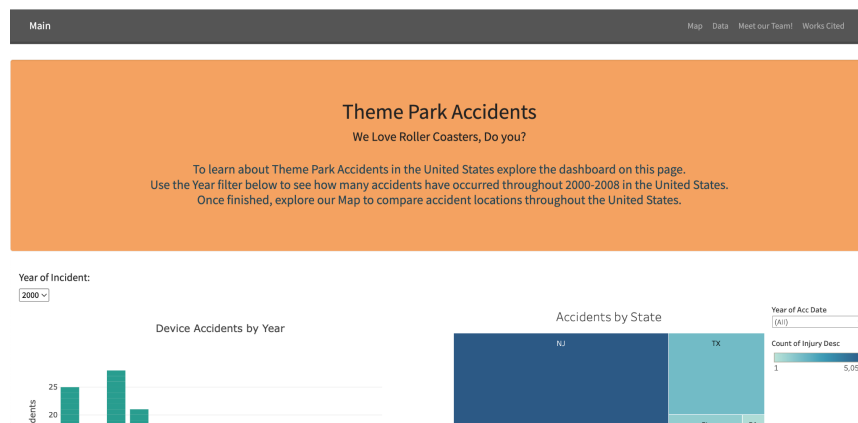 Main
Map Data Meet our Team! Works Cited
Theme Park Accidents
We Love Roller Coasters, Do you?
To learn about Theme Park Accidents in the United States explore the dashboard on this page.
Use the Year filter below to see how many accidents have occurred throughout 2000-2008 in the United States.
Once finished, explore our Map to compare accident locations throughout the United States.
Year of Incident:
2000
Device Accidents by Year
25
20
Accidents by State
NJ
TX
Year of Acc Date
(All)
Count of Injury Desc
1 5,05